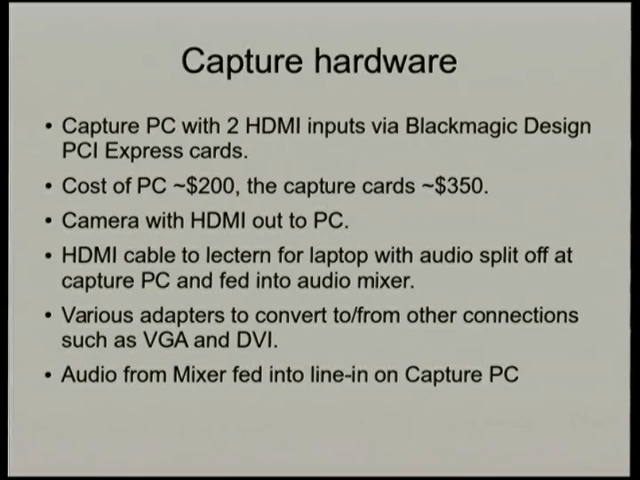 Capture hardware
• Capture PC with 2 HDMI inputs via Blackmagic Design
PCI Express cards.
• Cost of PC ~$200, the capture cards ~$350.
• Camera with HDMI out to PC.
• HDMI cable to lectern for laptop with audio split off at
capture PC and fed into audio mixer.
• Various adapters to convert to/from other connections
such as VGA and DVI.
• Audio from Mixer fed into line-in on Capture PC